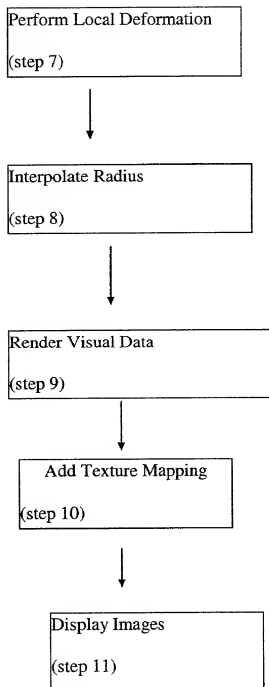 Perform Local Deformation
(step 7)
Interpolate Radius
(step 8)
Render Visual Data
(step 9)
Add Texture Mapping
(step 10)
Display Images
(step 11)